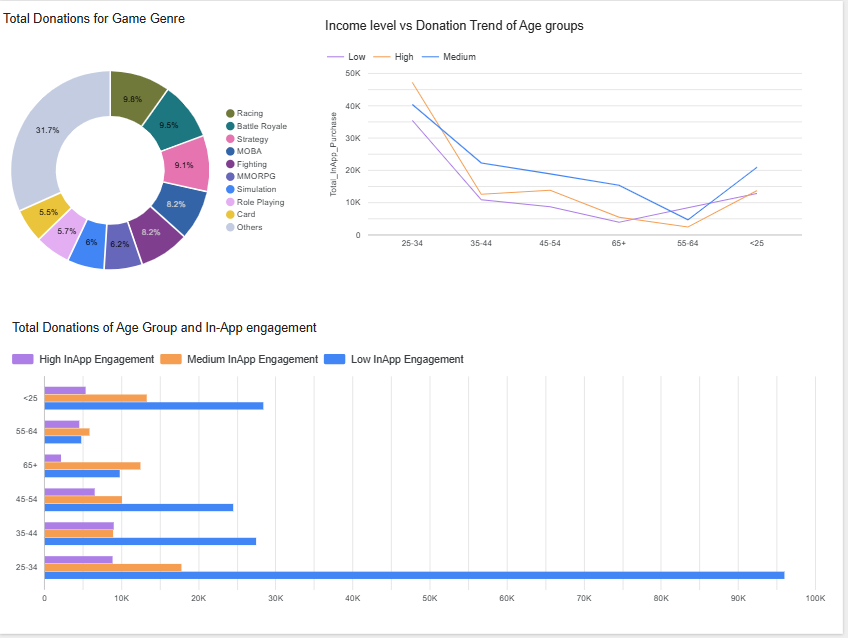 Total Donations for Game Genre
9.8%
9.5%
9.1%
8.2%
8.2%
6.2%
6%
5.7%
5.5%
31.7%
Racing
Battle Royale
Strategy
MOBA
Fighting
MMORPG
Simulation
Role Playing
Card
Others
Income level vs Donation Trend of Age groups
Low High Medium
Total_InApp_Purchase
50K
40K
30K
20K
10K
0
25-34 35-44 45-54 65+ 55-64 <25
Total Donations of Age Group and In-App engagement
High InApp Engagement Medium InApp Engagement Low InApp Engagement
<25
55-64
65+
45-54
35-44
25-34
0 10K 20K 30K 40K 50K 60K 70K 80K 90K 100K